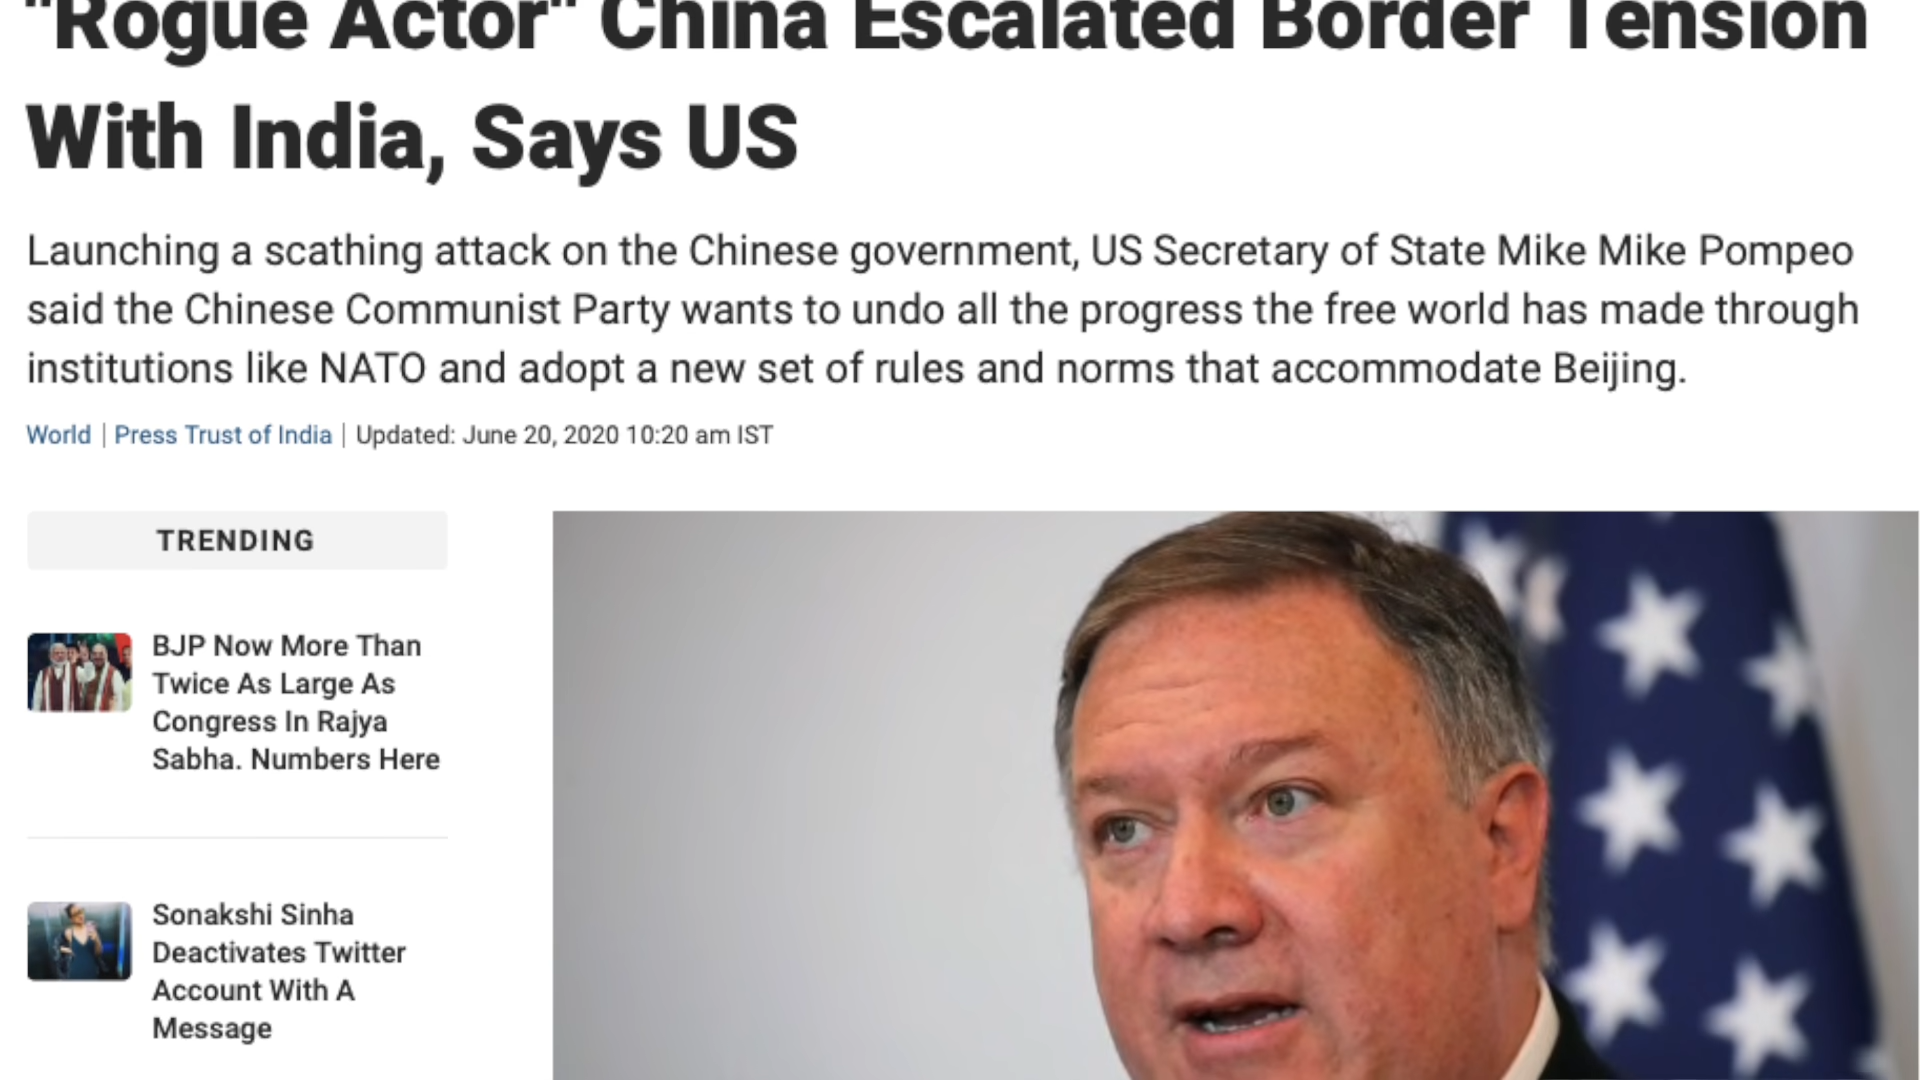 "Rogue Actor" China Escalated Border Tension
With India, Says US
Launching a scathing attack on the Chinese government, US Secretary of State Mike Mike Pompeo
said the Chinese Communist Party wants to undo all the progress the free world has made through
institutions like NATO and adopt a new set of rules and norms that accommodate Beijing.
World | Press Trust of India | Updated: June 20, 2020 10:20 am IST
TRENDING
BJP Now More Than
Twice As Large As
Congress In Rajya
Sabha. Numbers Here
Sonakshi Sinha
Deactivates Twitter
Account With A
Message